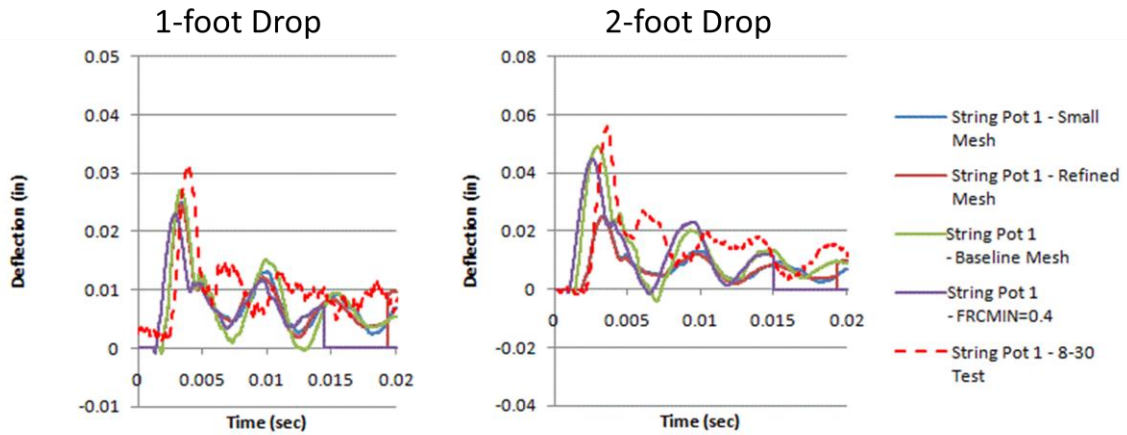 1-foot Drop
0.05
0.04
0.03
0.02
0.01
0
-0.01
Deflection (in)
0 0.005 0.01 0.015 0.02
Time (sec)
2-foot Drop
0.08
0.06
0.04
0.02
0
-0.02
-0.04
Deflection (in)
0 0.005 0.01 0.015 0.02
Time (sec)
String Pot 1 - Small
Mesh
String Pot 1 - Refined
Mesh
String Pot 1
- Baseline Mesh
String Pot 1
- FRCMIN=0.4
String Pot 1 - 8-30
Test